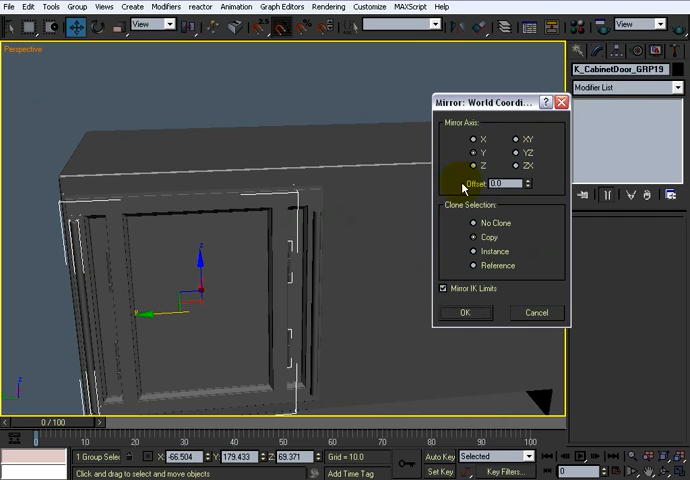 File Edit Tools Group Views Create Modifiers reactor Animation Graph Editors Rendering Customize MAXScript Help
View 2.5 % View
Perspective
K_CabinetDoor_GRP19
Modifier List
Mirror: World Coordi...
Mirror Axis:
X XY
Y YZ
Z ZX
Offset: 0.0
Clone Selection:
No Clone
Copy
Instance
Reference
Mirror IK Limits
OK Cancel
z
y
z
0 / 100
0 10 20 30 40 50 60 70 80 90 100
1 Group Selec X: -66.504 Y: 179.433 Z: 69.371 Grid = 10.0 Auto Key Selected
Click and drag to select and move objects Add Time Tag Set Key Key Filters... 0